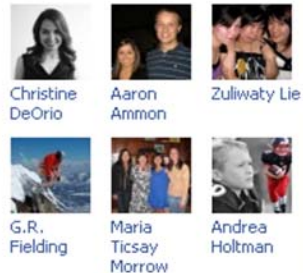 Christine
DeOrio
Aaron
Ammon
Zuliwaty Lie
G.R.
Fielding
Maria
Ticsay
Morrow
Andrea
Holtman